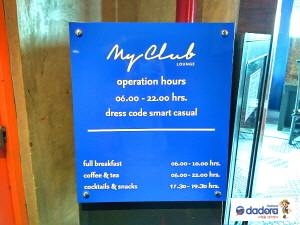 My Club
LOUNGE
operation hours
06.00 - 22.00 hrs.
dress code smart casual
full breakfast 06.00-10.00 hrs.
coffee & tea 06.00-22.00 hrs.
cocktails & snacks 17.30-19.30 hrs.
dadora